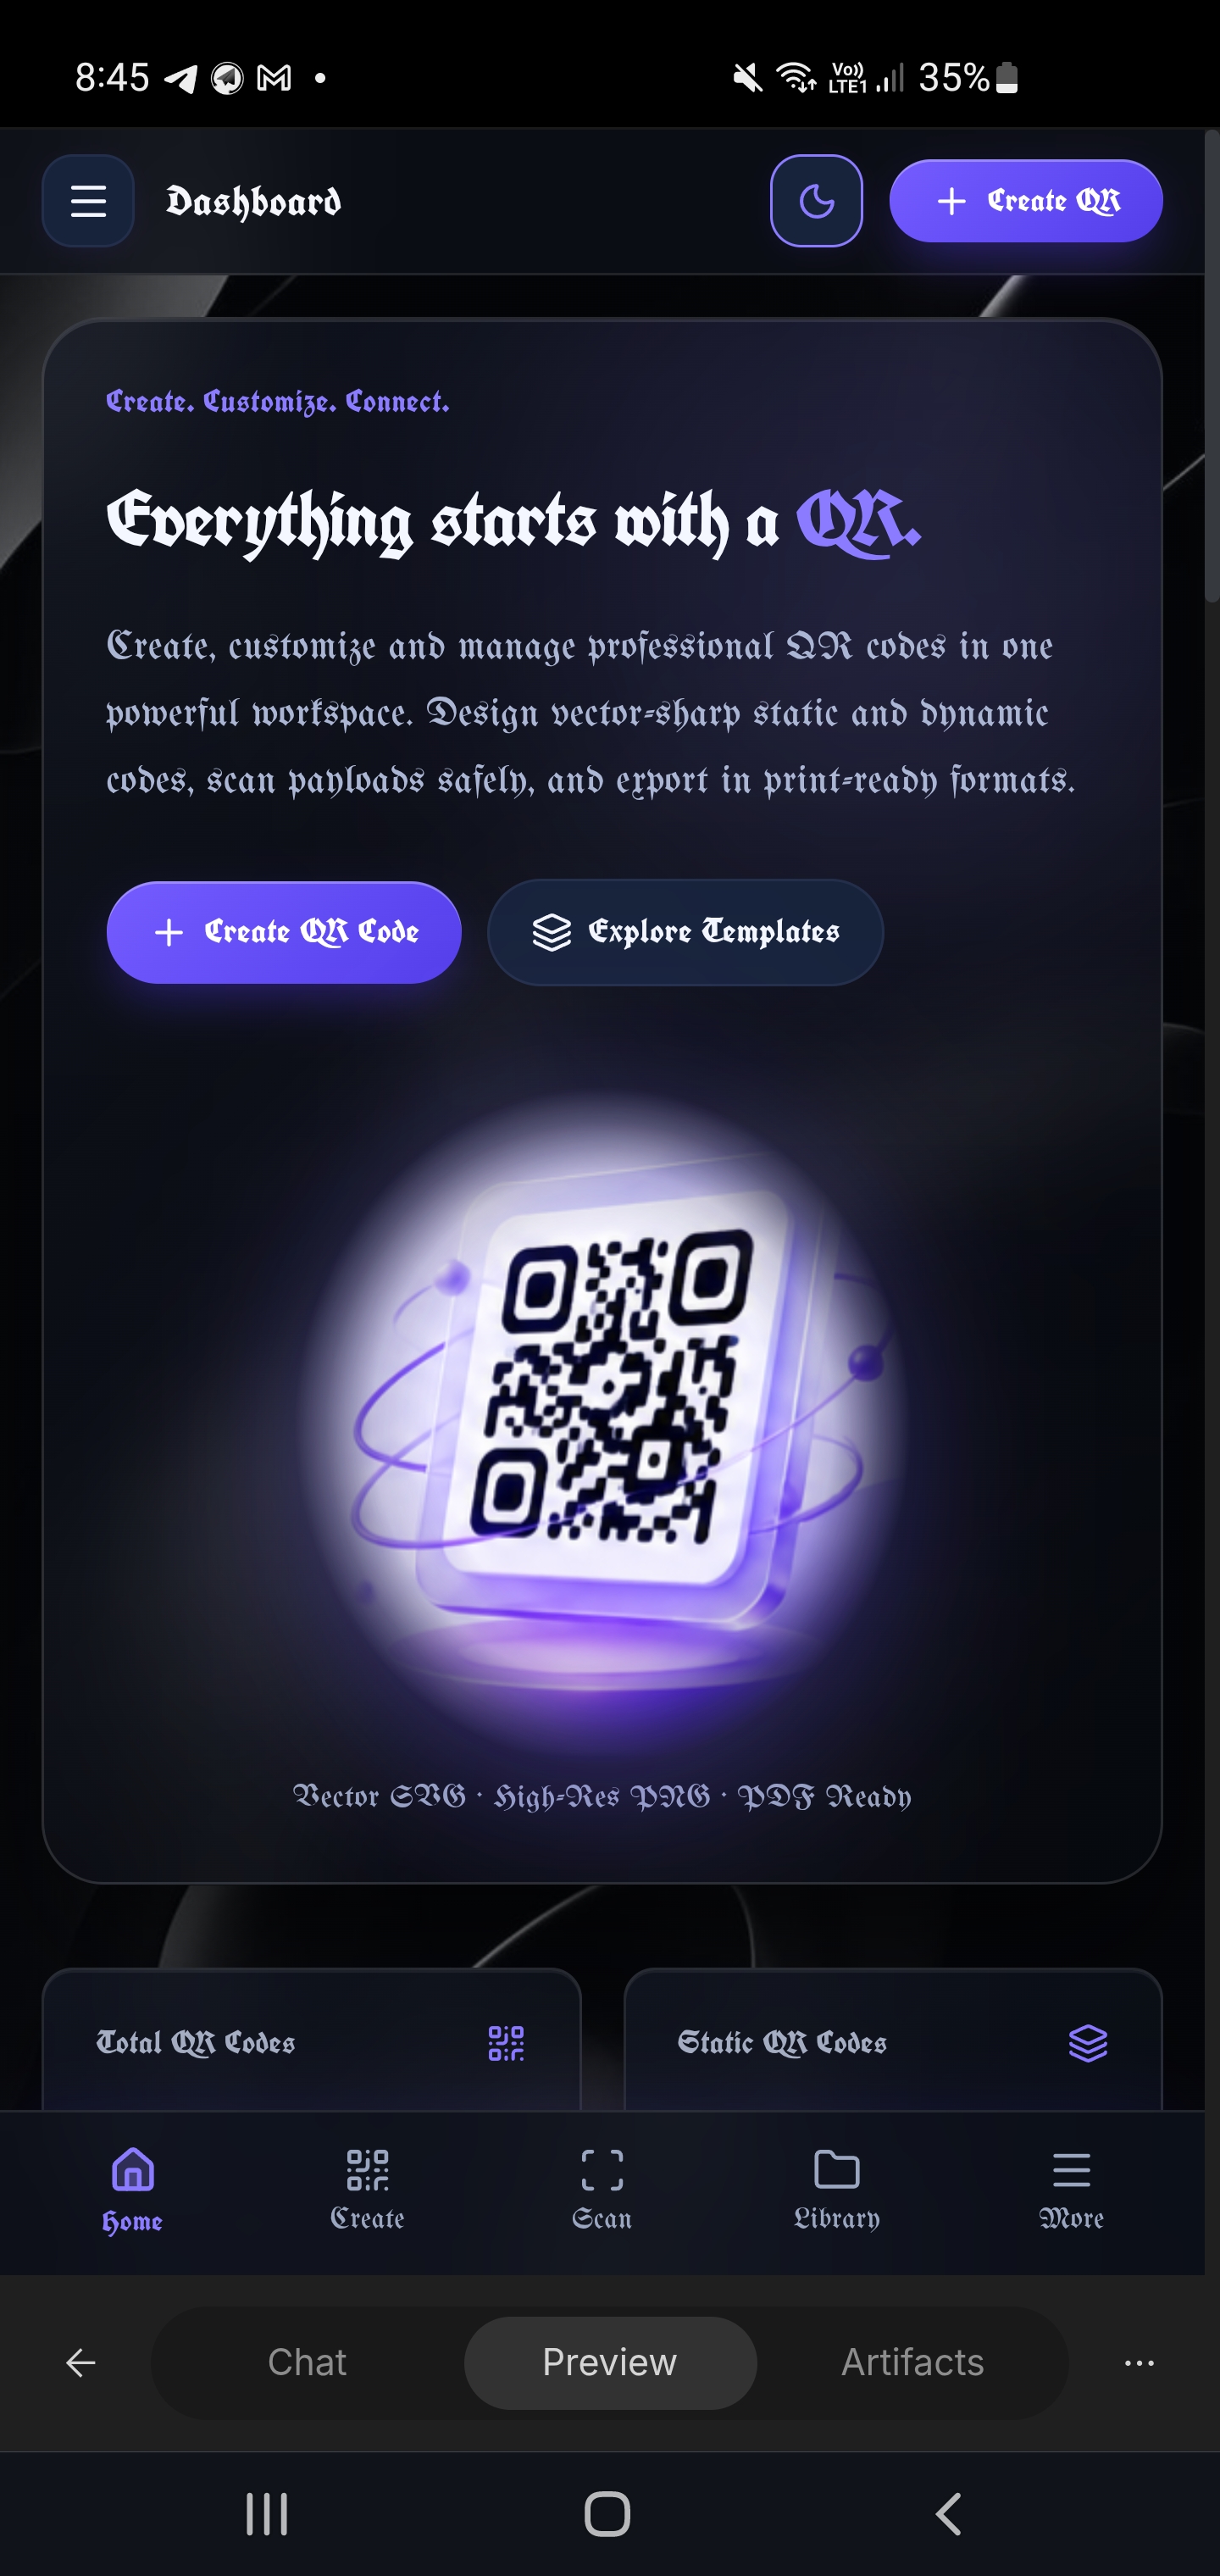 8:45
Vo))
LTE1
35%
Dashboard
Create QR
Create. Customize. Connect.
Everything starts with a QR.
Create, customize and manage professional QR codes in one
powerful workspace. Design vector-sharp static and dynamic
codes, scan payloads safely, and export in print-ready formats.
Create QR Code
Explore Templates
Vector SVG · High-Res PNG · PDF Ready
Total QR Codes
Static QR Codes
Home
Create
Scan
Library
More
Chat
Preview
Artifacts